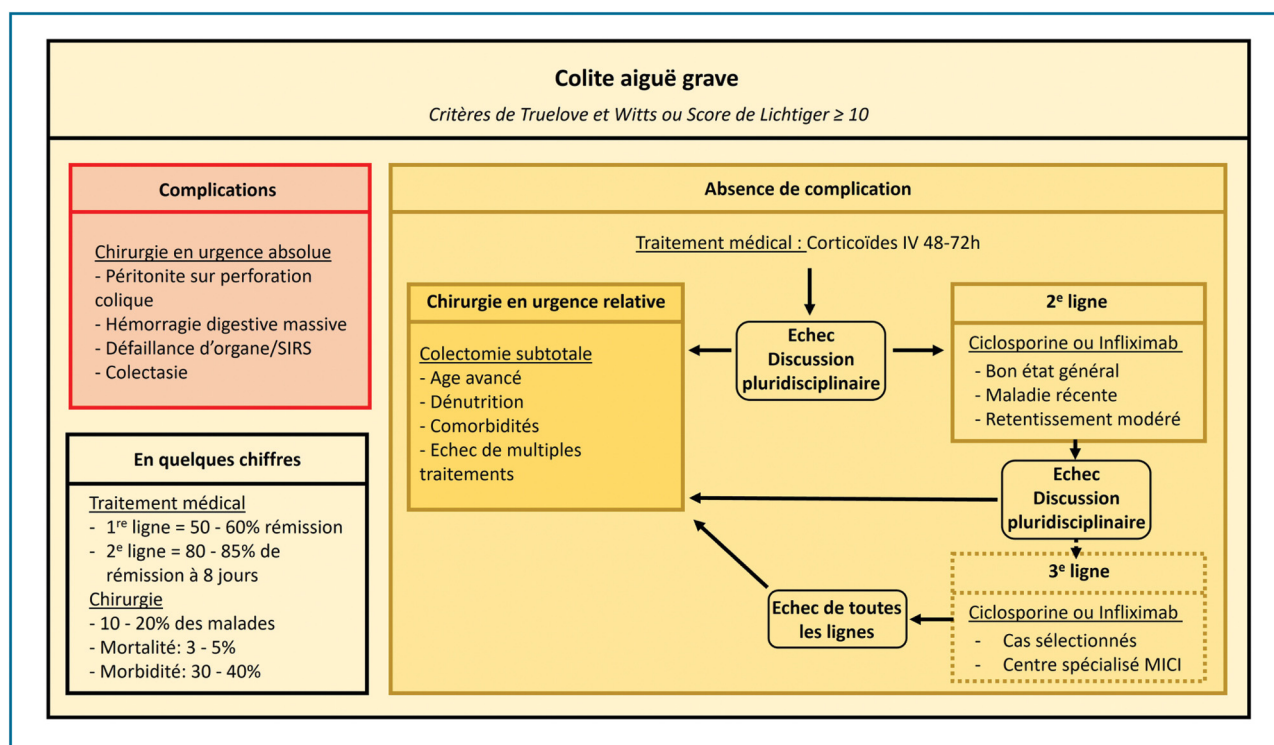 Colite aiguë grave
Critères de Truelove et Witts ou Score de Lichtiger ≥ 10
Complications
Chirurgie en urgence absolue
- Péritonite sur perforation
colique
- Hémorragie digestive massive
- Défaillance d'organe/SIRS
- Colectasie
En quelques chiffres
Traitement médical
- 1re ligne = 50 - 60% rémission
- 2e ligne = 80 - 85% de
rémission à 8 jours
Chirurgie
- 10 - 20% des malades
- Mortalité: 3 - 5%
- Morbidité: 30 - 40%
Absence de complication
Traitement médical : Corticoïdes IV 48-72h
Chirurgie en urgence relative
Colectomie subtotale
- Age avancé
- Dénutrition
- Comorbidités
- Echec de multiples
traitements
Echec
Discussion
pluridisciplinaire
2e ligne
Ciclosporine ou Infliximab
- Bon état général
- Maladie récente
- Retentissement modéré
Echec
Discussion
pluridisciplinaire
3e ligne
Ciclosporine ou Infliximab
- Cas sélectionnés
- Centre spécialisé MICI
Echec de toutes
les lignes